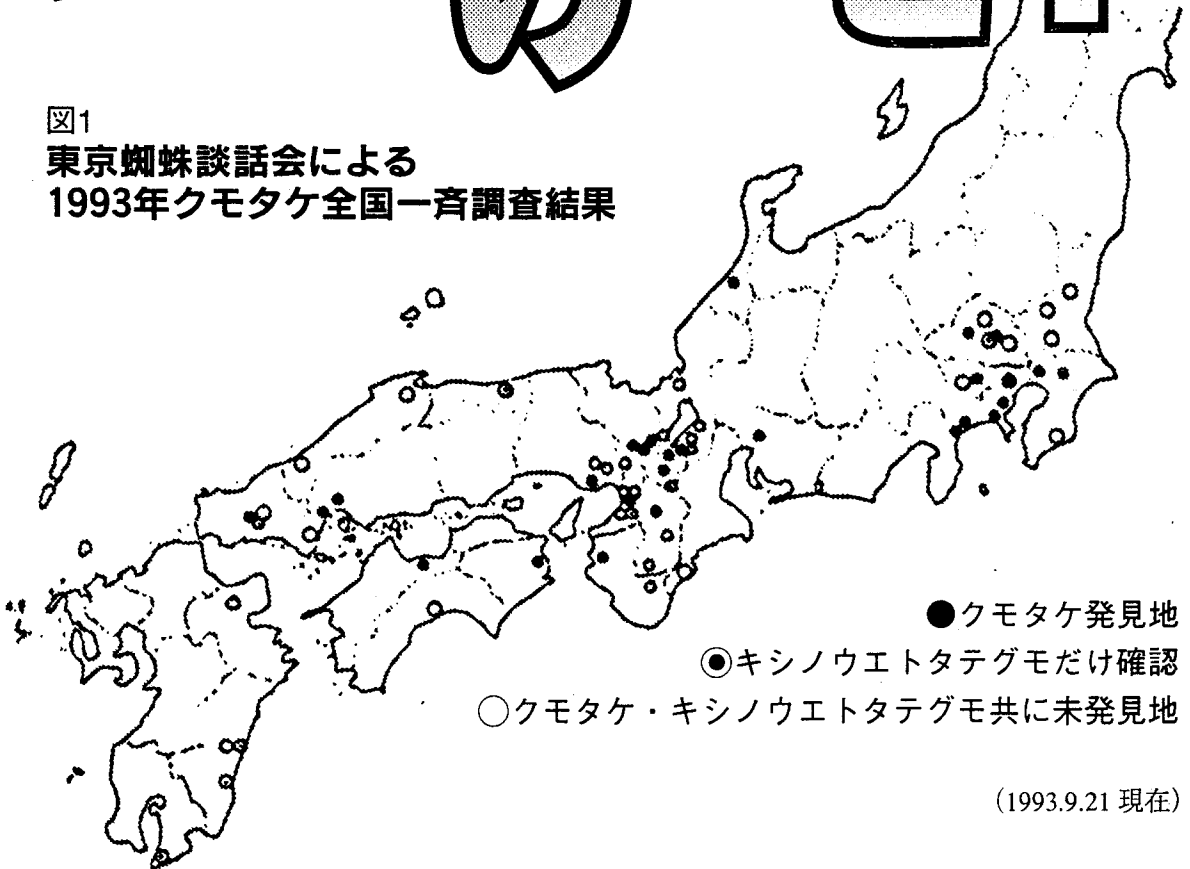 図1
東京蜘蛛談話会による
1993年クモタケ全国一斉調査結果
●クモタケ発見地
◉キシノウエトタテグモだけ確認
○クモタケ・キシノウエトタテグモ共に未発見地
（1993.9.21 現在）